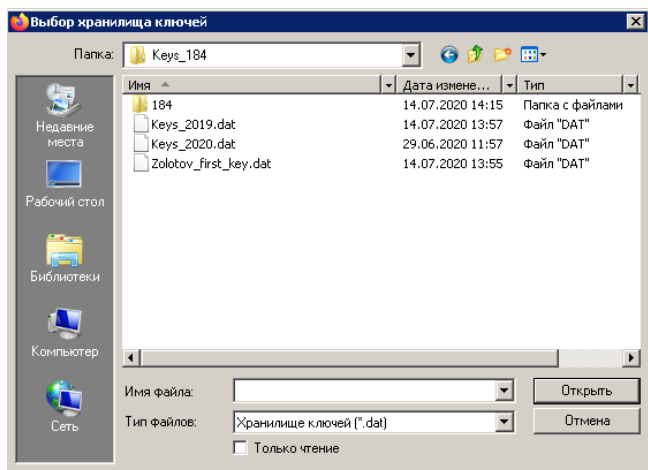 Выбор хранилища ключей
Папка: Keys_184
Имя Дата измене... Тип
184 14.07.2020 14:15 Папка с файлами
Keys_2019.dat 14.07.2020 13:57 Файл "DAT"
Keys_2020.dat 29.06.2020 11:57 Файл "DAT"
Zolotov_first_key.dat 14.07.2020 13:55 Файл "DAT"
Недавние
места
Рабочий стол
Библиотеки
Компьютер
Сеть
Имя файла: Открыть
Тип файлов: Хранилище ключей (*.dat) Отмена
Только чтение